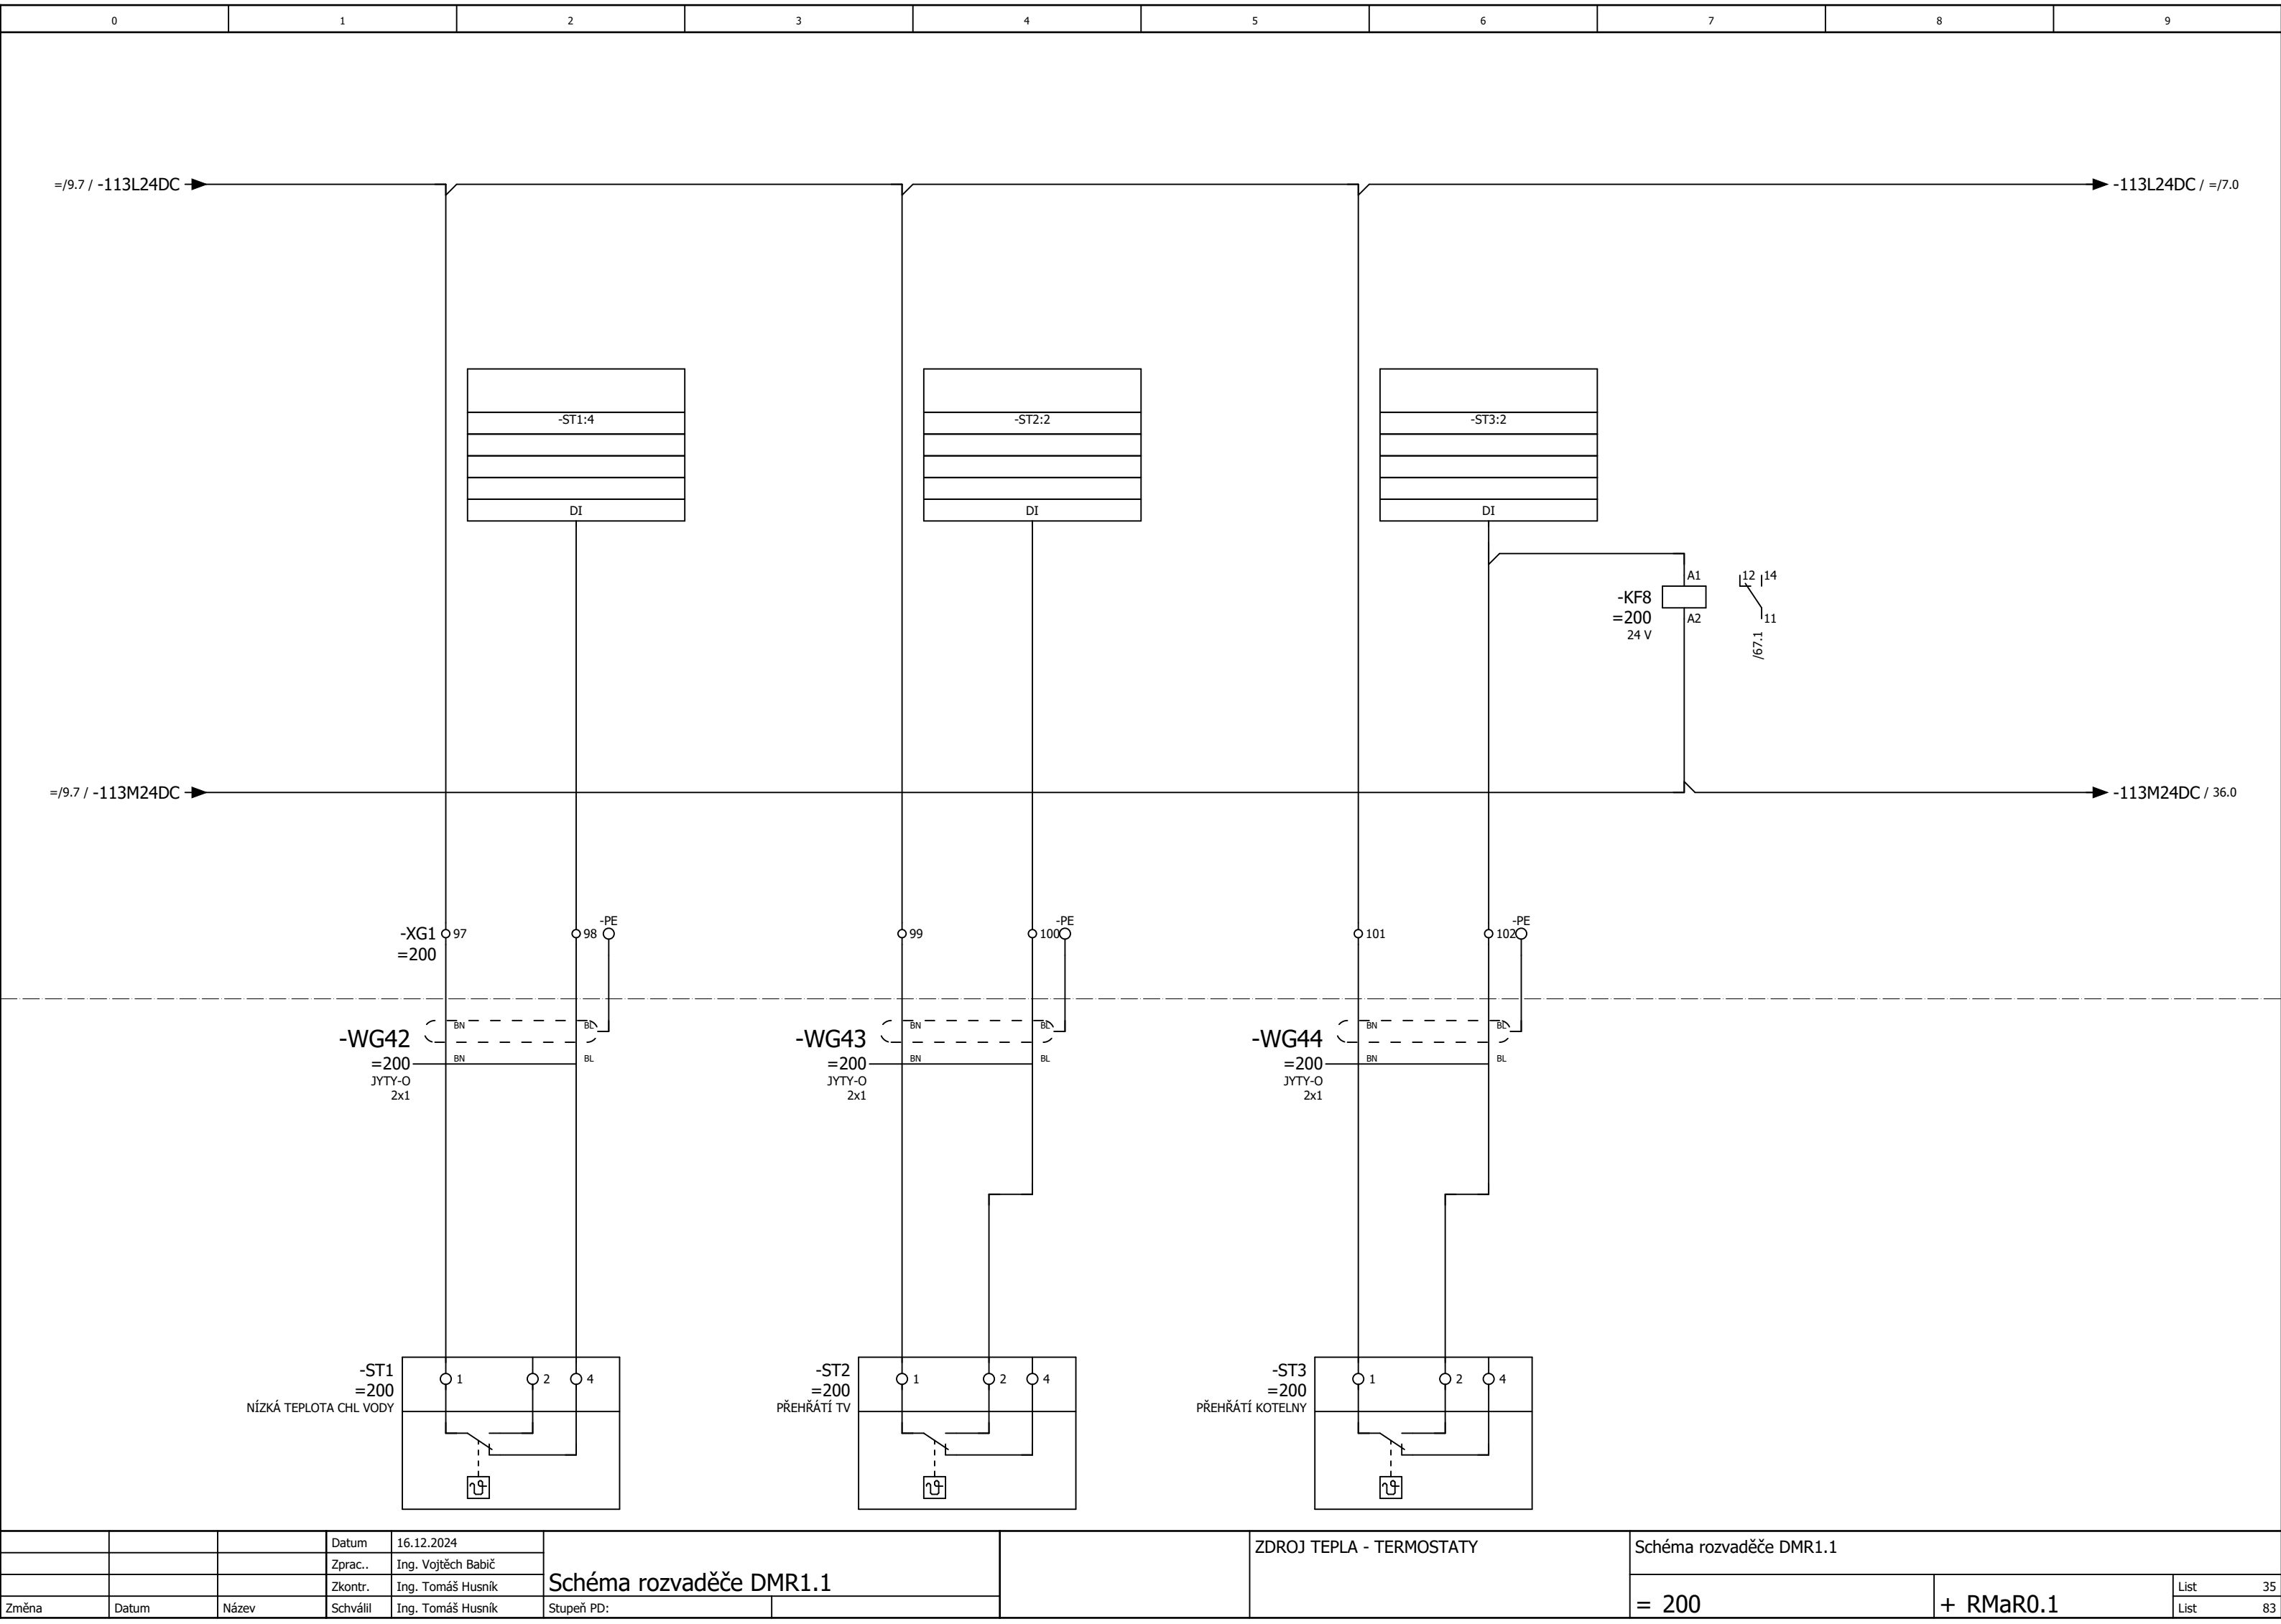 0 1 2 3 4 5 6 7 8 9
=/9.7 / -113L24DC
-113L24DC / =/7.0
-ST1:4
-ST2:2
-ST3:2
DI
DI
DI
A1
12 14
-KF8
=200
A2
11
24 V
/67.1
=/9.7 / -113M24DC
-113M24DC / 36.0
-PE
-PE
-PE
-XG1 97 98 99 100 101 102
=200
BN BL
BN BL
BN BL
-WG42
=200
BN BL
JYTY-O
2x1
-WG43
=200
BN BL
JYTY-O
2x1
-WG44
=200
BN BL
JYTY-O
2x1
-ST1
=200
NÍZKÁ TEPLOTA CHL VODY
1 2 4
-ST2
=200
PŘEHŘÁTÍ TV
1 2 4
-ST3
=200
PŘEHŘÁTÍ KOTELNY
1 2 4
ϑ
ϑ
ϑ
Datum 16.12.2024
Zprac.. Ing. Vojtěch Babič
Zkontr. Ing. Tomáš Husník
Změna Datum Název Schválil Ing. Tomáš Husník
Schéma rozvaděče DMR1.1
Stupeň PD:
ZDROJ TEPLA - TERMOSTATY
Schéma rozvaděče DMR1.1
= 200
+ RMaR0.1
List 35
List 83